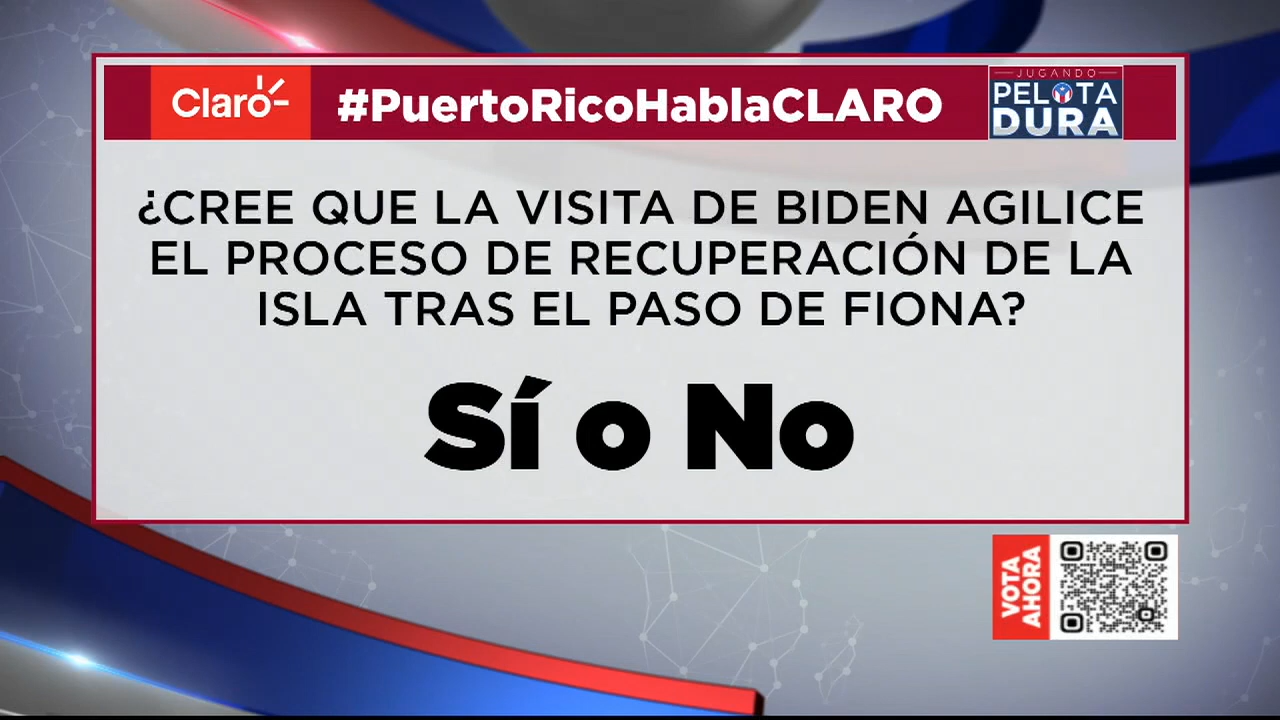 Claro
#PuertoRicoHablaCLARO
JUGANDO
PELOTA
DURA
¿CREE QUE LA VISITA DE BIDEN AGILICE
EL PROCESO DE RECUPERACIÓN DE LA
ISLA TRAS EL PASO DE FIONA?
Sí o No
VOTA
AHORA